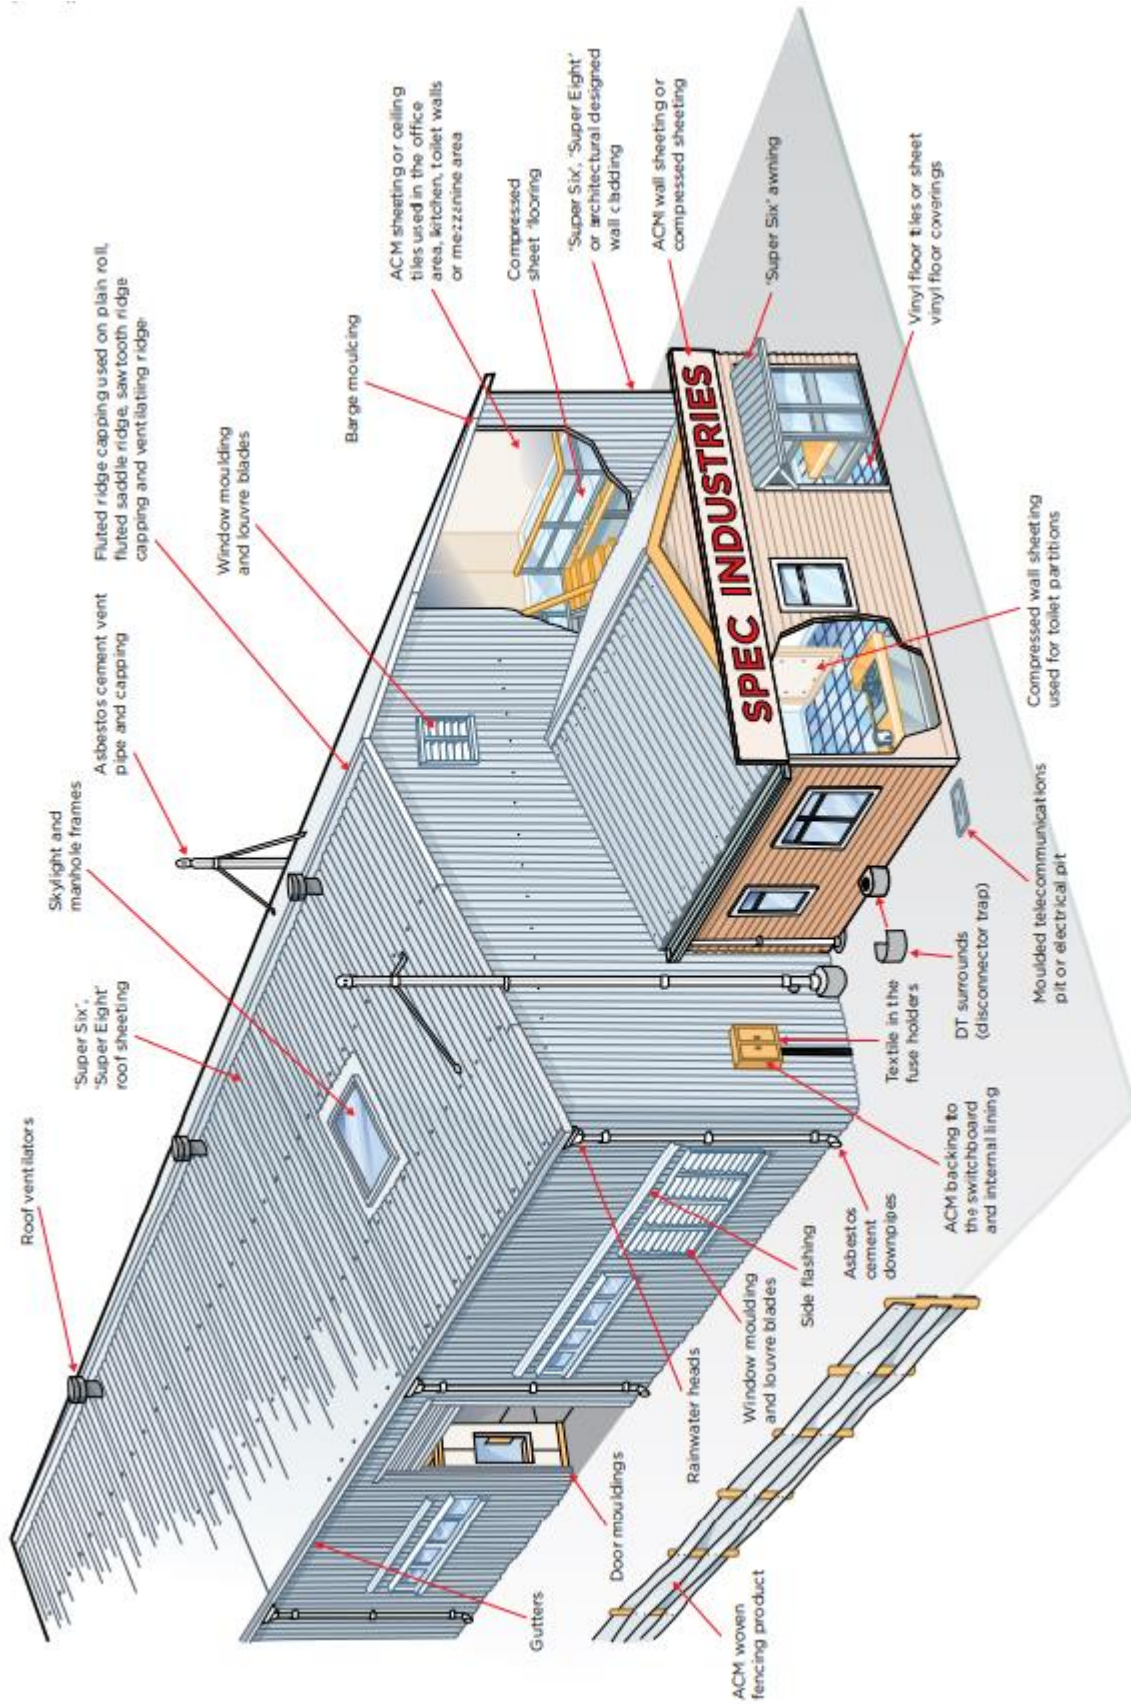 Roof ventilators
'Super Six',
'Super Eight'
roof sheeting
Skylight and
manhole frames
Asbestos cement vent
pipe and capping
Fluted ridge capping used on plain roll,
fluted saddle ridge, sawtooth ridge
capping and ventilating ridge
Window moulding
and louvre blades
Barge moulcing
ACM sheeting or ceiling
tiles used in the office
area, kitchen, toilet walls
or mezzanine area
Compressed
sheet flooring
'Super Six', 'Super Eight'
or architectural designed
wall cladding
ACM wall sheeting or
compressed sheeting
'Super Six' awning
Vinyl floor tiles or sheet
vinyl floor coverings
SPEC INDUSTRIES
Compressed wall sheeting
used for toilet partitions
Moulded telecommunications
pit or electrical pit
DT surrounds
(disconnector trap)
Textile in the
fuse holders
ACM backing to
the switchboard
and internal lining
Asbestos
cement
downpipes
Side flashing
Window moulding
and louvre blades
Rainwater heads
Door mouldings
Gutters
ACM woven
fencing product